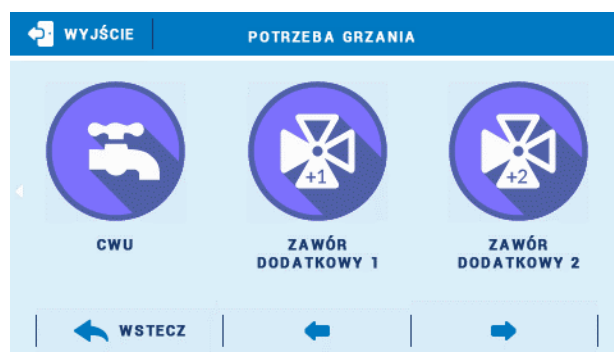 WYJŚCIE
POTRZEBA GRZANIA
+1
+2
CWU
ZAWÓR
DODATKOWY 1
ZAWÓR
DODATKOWY 2
WSTECZ